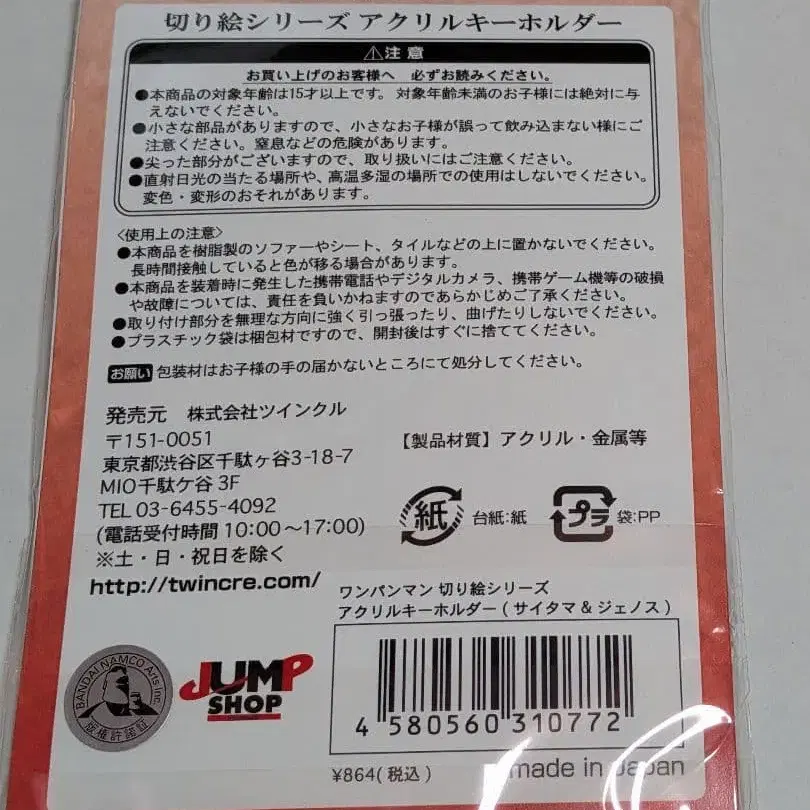 切り絵シリーズ アクリルキーホルダー
⚠注 意
お買い上げのお客様へ 必ずお読みください。
●本商品の対象年齢は15才以上です。対象年齢未満のお子様には絶対に与
えないでください。
●小さな部品がありますので、小さなお子様が誤って飲み込まない様にご
注意ください。窒息などの危険があります。
●尖った部分がございますので、取り扱いにはご注意ください。
●直射日光の当たる場所や、高温多湿の場所での使用はしないでください。
変色・変形のおそれがあります。
<使用上の注意>
●本商品を樹脂製のソファーやシート、タイルなどの上に置かないでください。
長時間接触していると色が移る場合があります。
●本商品を装着時に発生した携帯電話やデジタルカメラ、携帯ゲーム機等の破損
や故障については、責任を負いかねますのであらかじめご了承ください。
●取り付け部分を無理な方向に強く引っ張ったり、曲げたりしないでください。
●プラスチック袋は梱包材ですので、開封後はすぐに捨ててください。
お願い 包装材はお子様の手の届かないところにて処分してください。
発売元 株式会社ツインクル
〒151-0051
東京都渋谷区千駄ヶ谷3-18-7
MIO千駄ケ谷 3F
TEL 03-6455-4092
(電話受付時間 10:00～17:00)
※土・日・祝日を除く
http://twincre.com/
【製品材質】アクリル・金属等
紙 台紙:紙 プラ 袋:PP
ワンパンマン 切り絵シリーズ
アクリルキーホルダー ( サイタマ & ジェノス )
4 580560 310772
¥864( 税込 )
made in Japan
BANDAI NAMCO Arts Inc.
版権許諾証
JUMP
SHOP